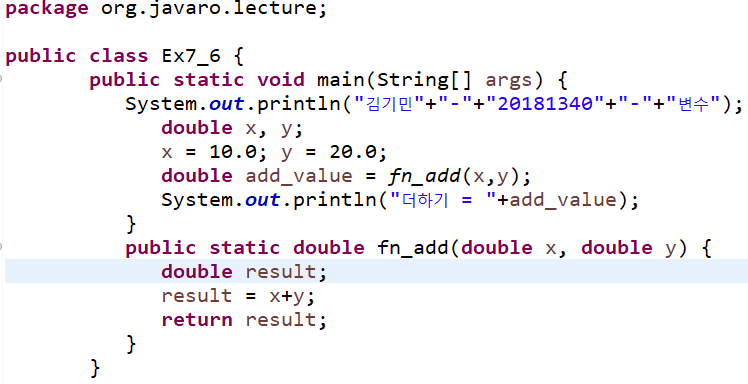 package org.javaro.lecture;
public class Ex7_6 {
public static void main(String[] args) {
System.out.println("김기민"+"-"+"20181340"+"-"+"변수");
double x, y;
x = 10.0; y = 20.0;
double add_value = fn_add(x,y);
System.out.println("더하기 = "+add_value);
}
public static double fn_add(double x, double y) {
double result;
result = x+y;
return result;
}
}